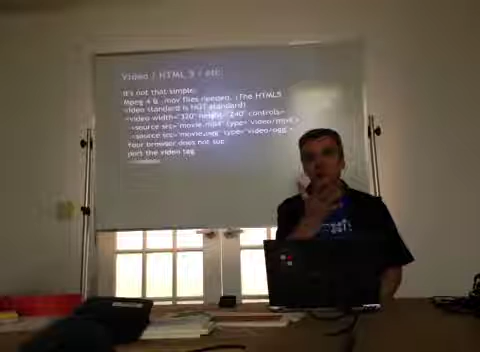 Video / HTML 5 / etc.
It's not that simple.
Mpeg 4 & .mov files needed. (The HTML5
video standard is NOT standard)
<video width="320" height="240" controls>
<source src="movie.mp4" type="video/mp4">
<source src="movie.ogg" type="video/ogg">
Your browser does not sup
port the video tag.
</video>